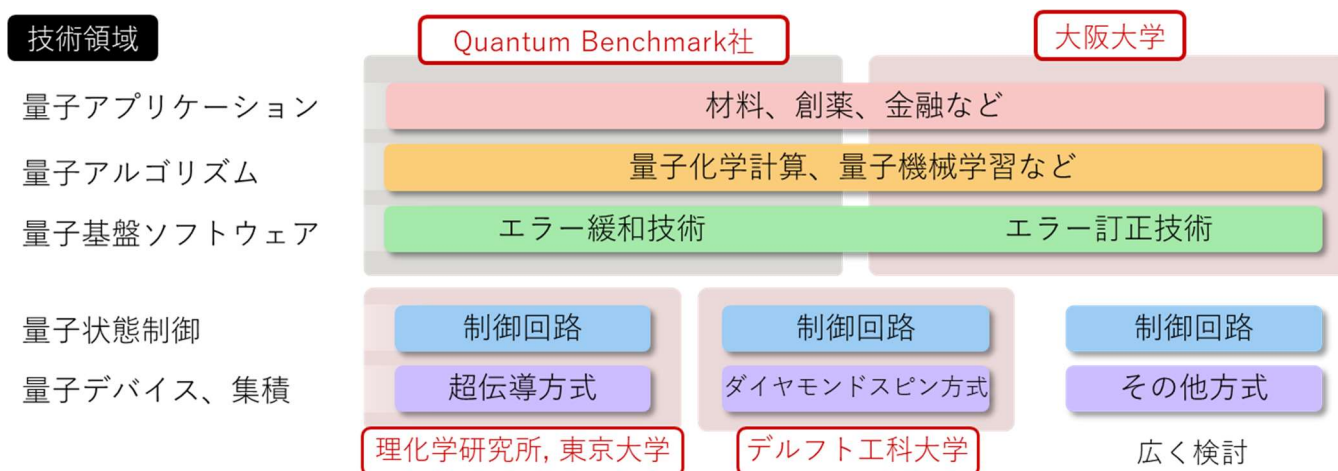 技術領域
Quantum Benchmark社
大阪大学
量子アプリケーション
材料、創薬、金融など
量子アルゴリズム
量子化学計算、量子機械学習など
量子基盤ソフトウェア
エラー緩和技術
エラー訂正技術
量子状態制御
制御回路
制御回路
制御回路
量子デバイス、集積
超伝導方式
ダイヤモンドスピン方式
その他方式
理化学研究所, 東京大学
デルフト工科大学
広く検討